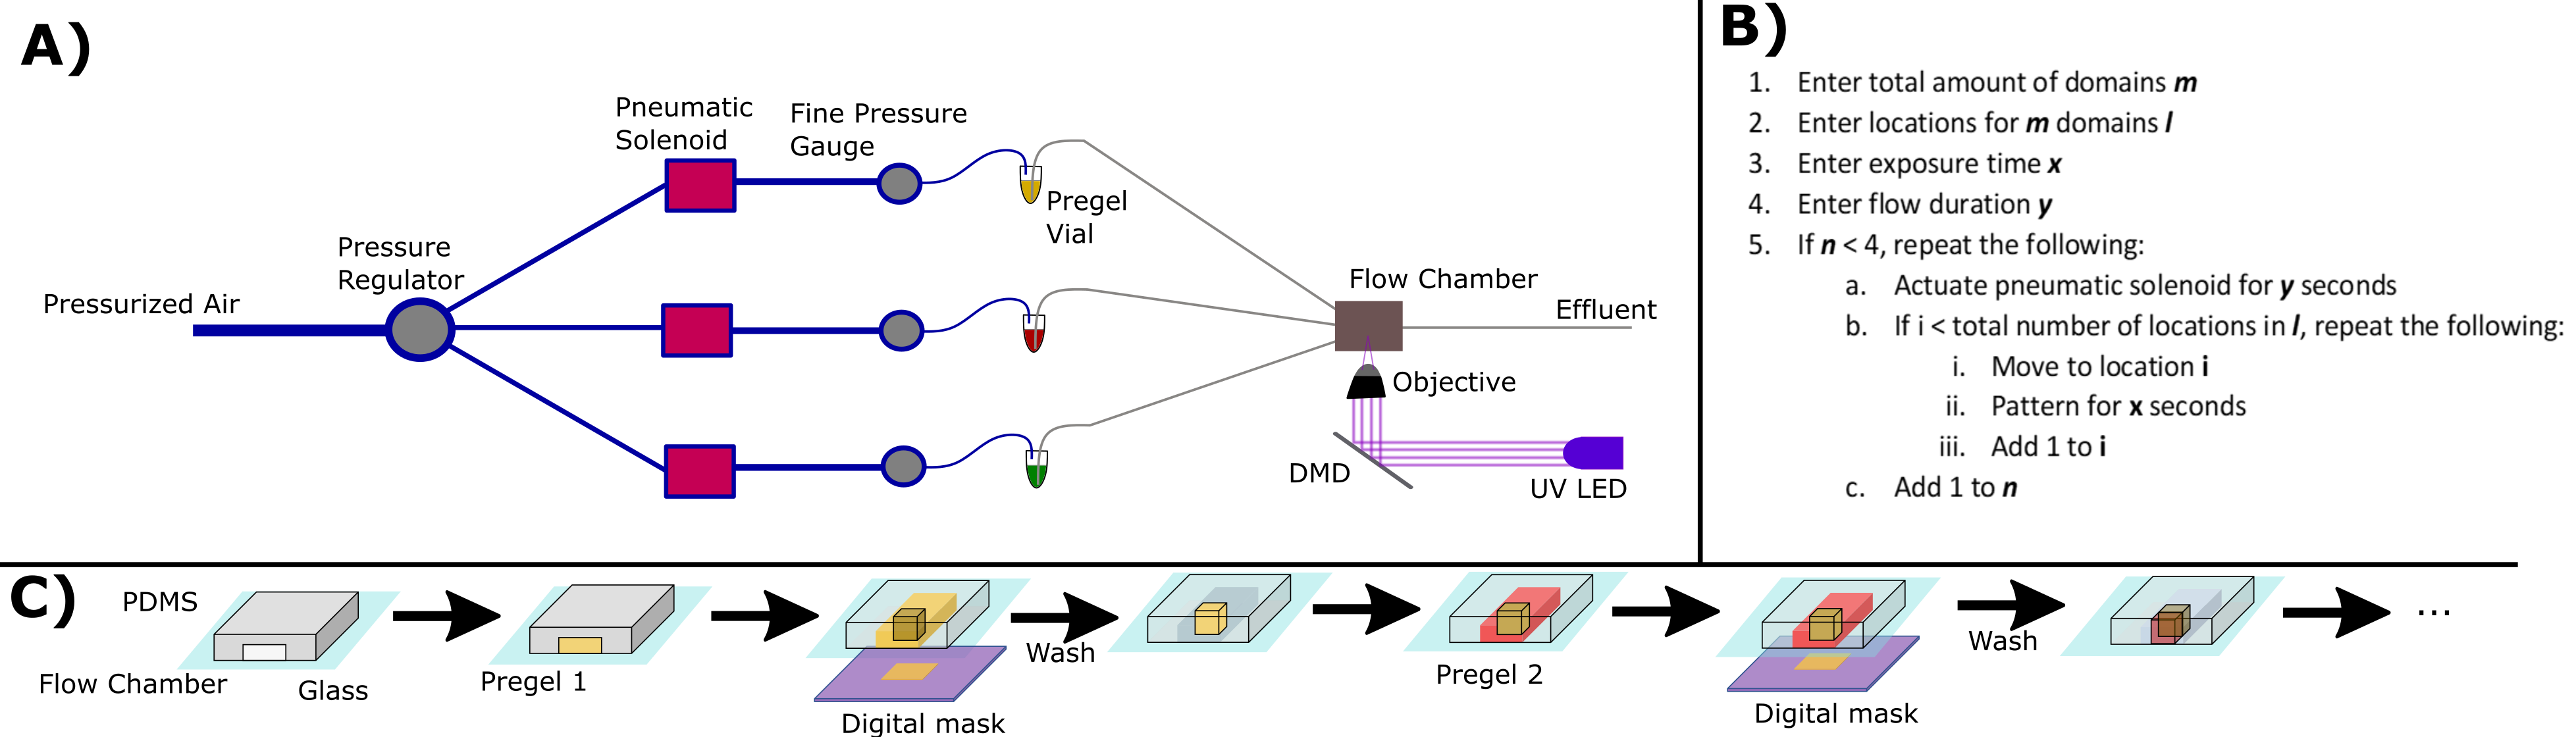 A)
Pneumatic
Solenoid
Fine Pressure
Gauge
Pregel
Vial
Pressure
Regulator
Pressurized Air
Flow Chamber
Effluent
Objective
DMD
UV LED
B)
1. Enter total amount of domains m
2. Enter locations for m domains l
3. Enter exposure time x
4. Enter flow duration y
5. If n < 4, repeat the following:
a. Actuate pneumatic solenoid for y seconds
b. If i < total number of locations in l, repeat the following:
i. Move to location i
ii. Pattern for x seconds
iii. Add 1 to i
c. Add 1 to n
C)
PDMS
Flow Chamber
Glass
Pregel 1
Digital mask
Wash
Pregel 2
Digital mask
Wash
...